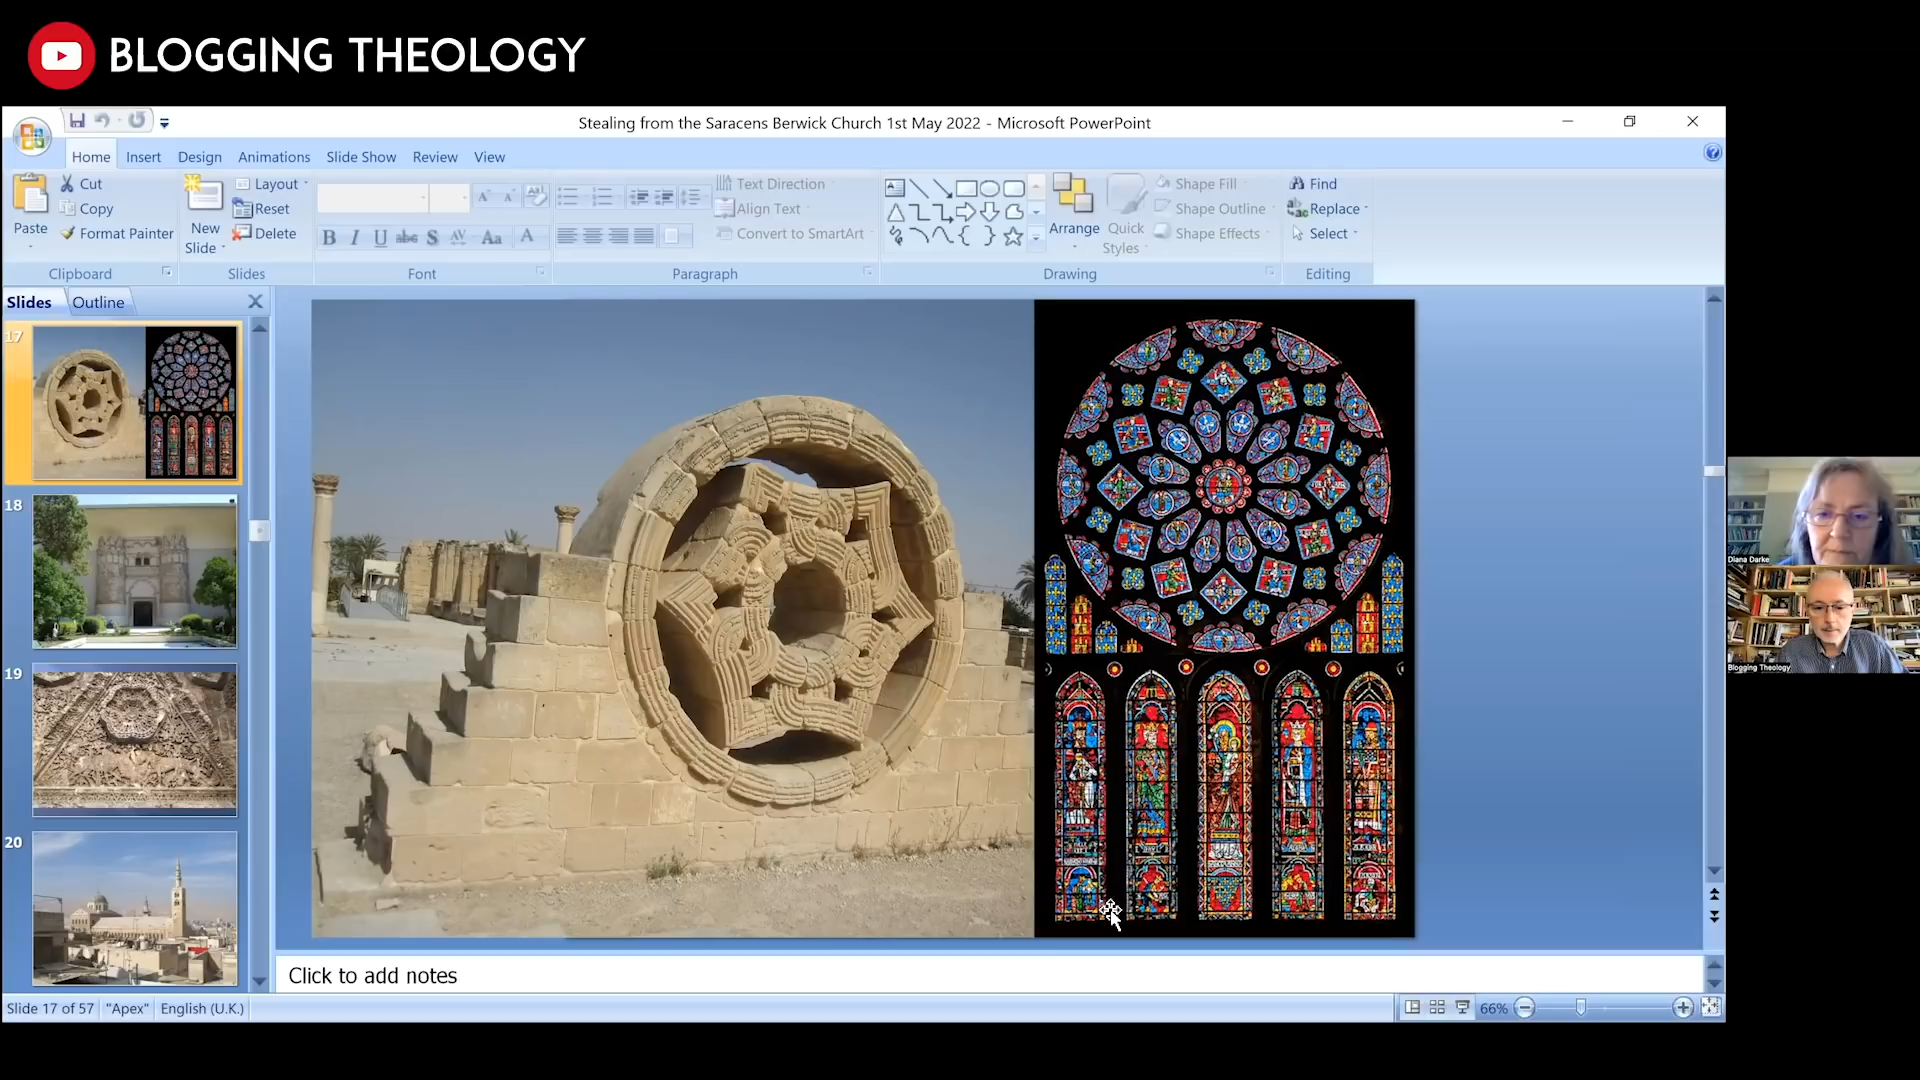 BLOGGING THEOLOGY
Stealing from the Saracens Berwick Church 1st May 2022 - Microsoft PowerPoint
Home Insert Design Animations Slide Show Review View
Paste
Cut
Copy
Format Painter
Clipboard
New Slide
Layout
Reset
Delete
Slides
B I U abc S AV Aa A
Font
Text Direction
Align Text
Convert to SmartArt
Paragraph
Arrange
Quick Styles
Shape Fill
Shape Outline
Shape Effects
Drawing
Find
Replace
Select
Editing
Slides Outline
17
18
19
20
Diana Darke
Blogging Theology
Click to add notes
Slide 17 of 57 "Apex" English (U.K.) 66%